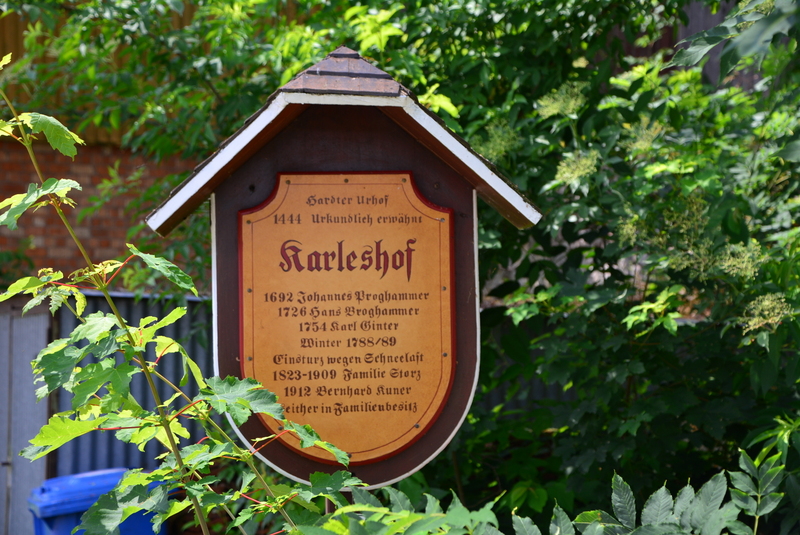 Hardter Urhof
1444 Urkundlich erwähnt
Karleshof
1692 Johannes Proghammer
1726 Hans Broghammer
1754 Karl Ginter
Winter 1788/89
Einsturz wegen Schneelast
1823-1909 Familie Storz
1912 Bernhard Kuner
seither in Familienbesitz